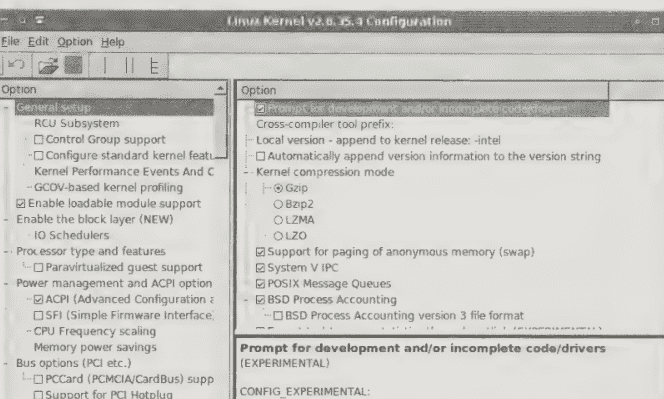 Linux Kernel v2.6.35.4 Configuration
File Edit Option Help
Option
General setup
RCU Subsystem
Control Group support
Configure standard kernel featu
Kernel Performance Events And C
GCOV-based kernel profiling
Enable loadable module support
Enable the block layer (NEW)
IO Schedulers
Processor type and features
Paravirtualized guest support
Power management and ACPI option
ACPI (Advanced Configuration a
SFI (Simple Firmware Interface)
CPU Frequency scaling
Memory power savings
Bus options (PCI etc.)
PCCard (PCMCIA/CardBus) supp
Support for PCI Hotplug
Option
Prompt for development and/or incomplete code/drivers
Cross-compiler tool prefix:
Local version - append to kernel release: -intel
Automatically append version information to the version string
Kernel compression mode
Gzip
Bzip2
LZMA
LZO
Support for paging of anonymous memory (swap)
System V IPC
POSIX Message Queues
BSD Process Accounting
BSD Process Accounting version 3 file format
Prompt for development and/or incomplete code/drivers
(EXPERIMENTAL)
CONFIG_EXPERIMENTAL: